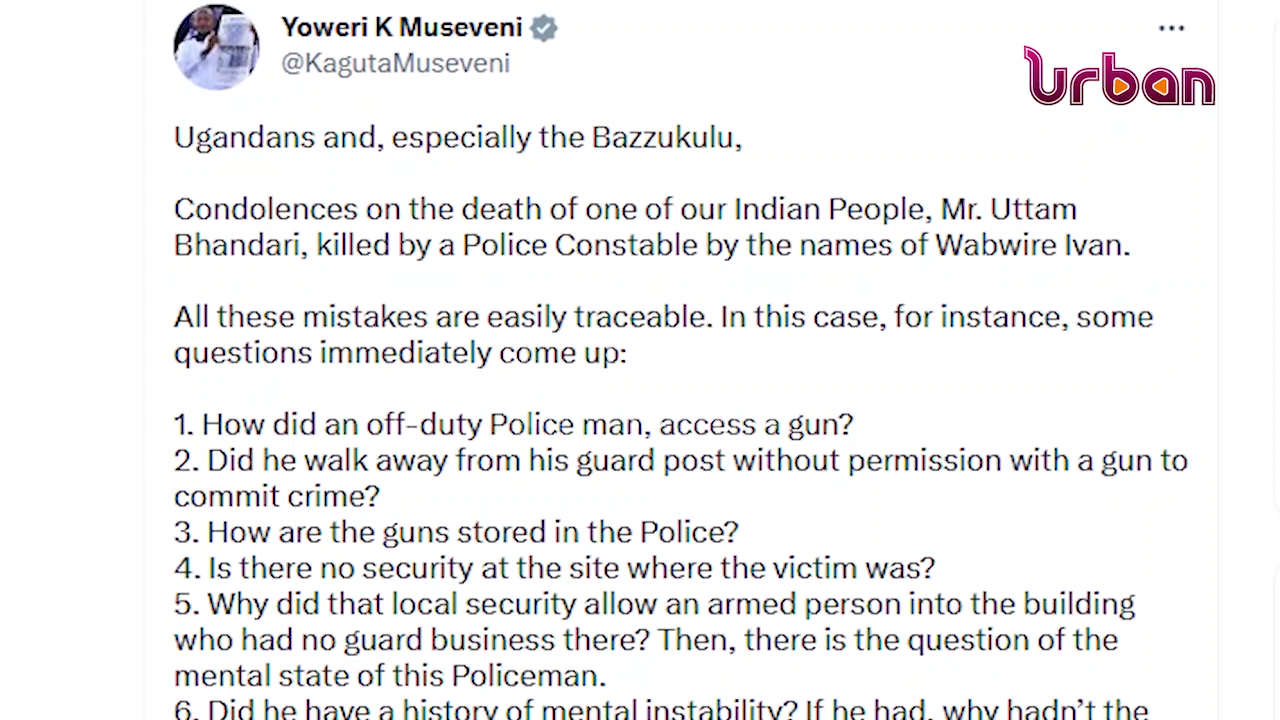 Yoweri K Museveni
@KagutaMuseveni
urban
Ugandans and, especially the Bazzukulu,
Condolences on the death of one of our Indian People, Mr. Uttam
Bhandari, killed by a Police Constable by the names of Wabwire Ivan.
All these mistakes are easily traceable. In this case, for instance, some
questions immediately come up:
1. How did an off-duty Police man, access a gun?
2. Did he walk away from his guard post without permission with a gun to
commit crime?
3. How are the guns stored in the Police?
4. Is there no security at the site where the victim was?
5. Why did that local security allow an armed person into the building
who had no guard business there? Then, there is the question of the
mental state of this Policeman.
6. Did he have a history of mental instability? If he had, why hadn't the